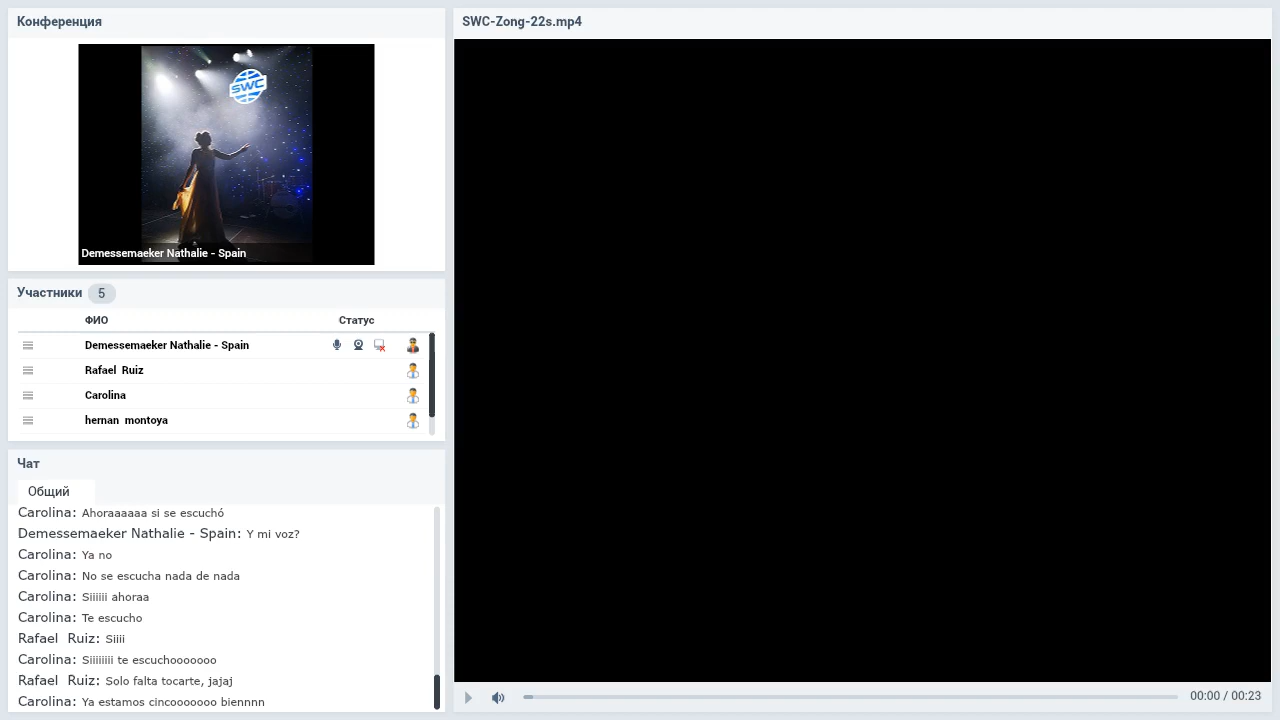 Конференция
SWC
Demessemaeker Nathalie - Spain
Участники 5
ФИО Статус
Demessemaeker Nathalie - Spain
Rafael Ruiz
Carolina
hernan montoya
Чат
Общий
Carolina: Ahoraaaaaa si se escuchó
Demessemaeker Nathalie - Spain: Y mi voz?
Carolina: Ya no
Carolina: No se escucha nada de nada
Carolina: Siiiiii ahoraa
Carolina: Te escucho
Rafael Ruiz: Siiii
Carolina: Siiiiiiii te escuchooooooo
Rafael Ruiz: Solo falta tocarte, jajaj
Carolina: Ya estamos cincooooooo biennnn
SWC-Zong-22s.mp4
00:00 / 00:23